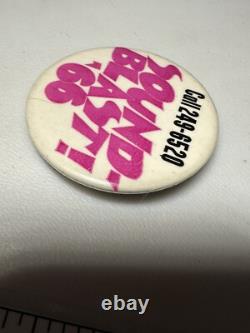 SOUND-
BLAST!
'66
Call 249-6520
ebay